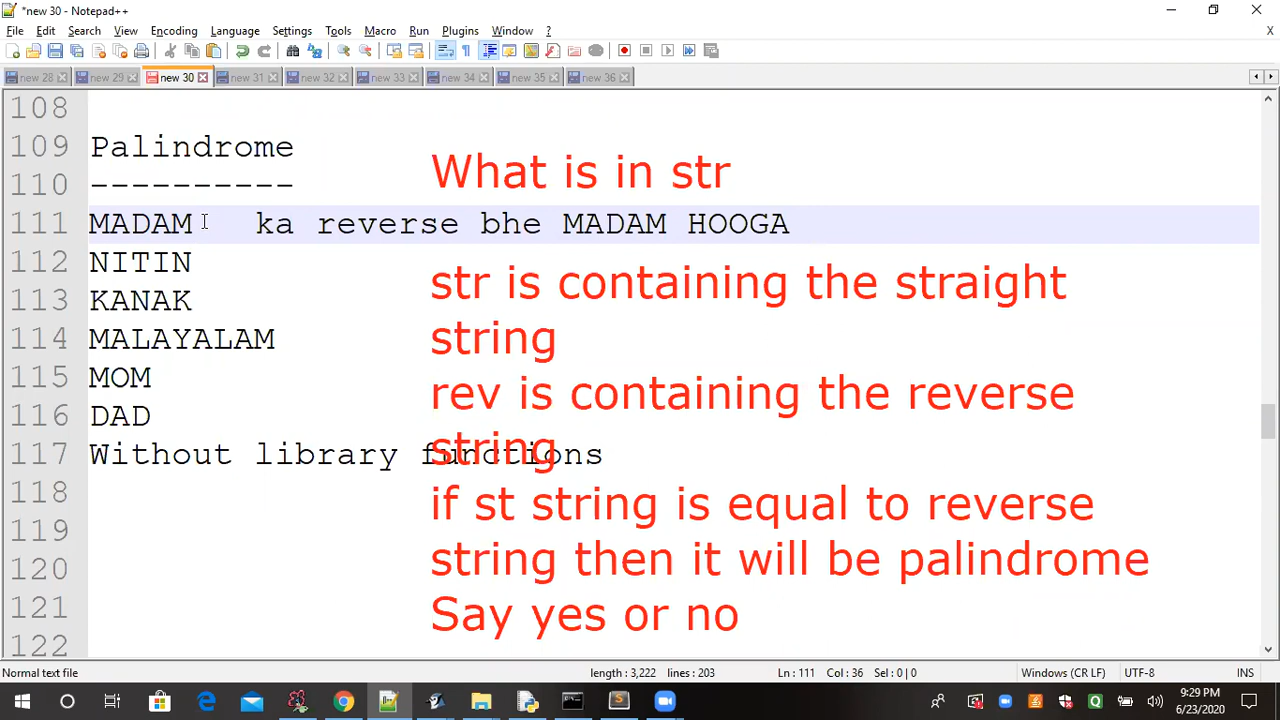 *new 30 - Notepad++
File Edit Search View Encoding Language Settings Tools Macro Run Plugins Window ?
X
new 28 new 29 new 30 new 31 new 32 new 33 new 34 new 35 new 36
108
109 Palindrome
What is in str
110 ----------
111 MADAM ka reverse bhe MADAM HOOGA
112 NITIN
str is containing the straight
113 KANAK
114 MALAYALAM
string
115 MOM
rev is containing the reverse
116 DAD
string
117 Without library functions
118
if st string is equal to reverse
119
120
string then it will be palindrome
121
Say yes or no
122
Normal text file length : 3,222 lines : 203 Ln : 111 Col : 36 Sel : 0 | 0 Windows (CR LF) UTF-8 INS
9:29 PM
6/23/2020